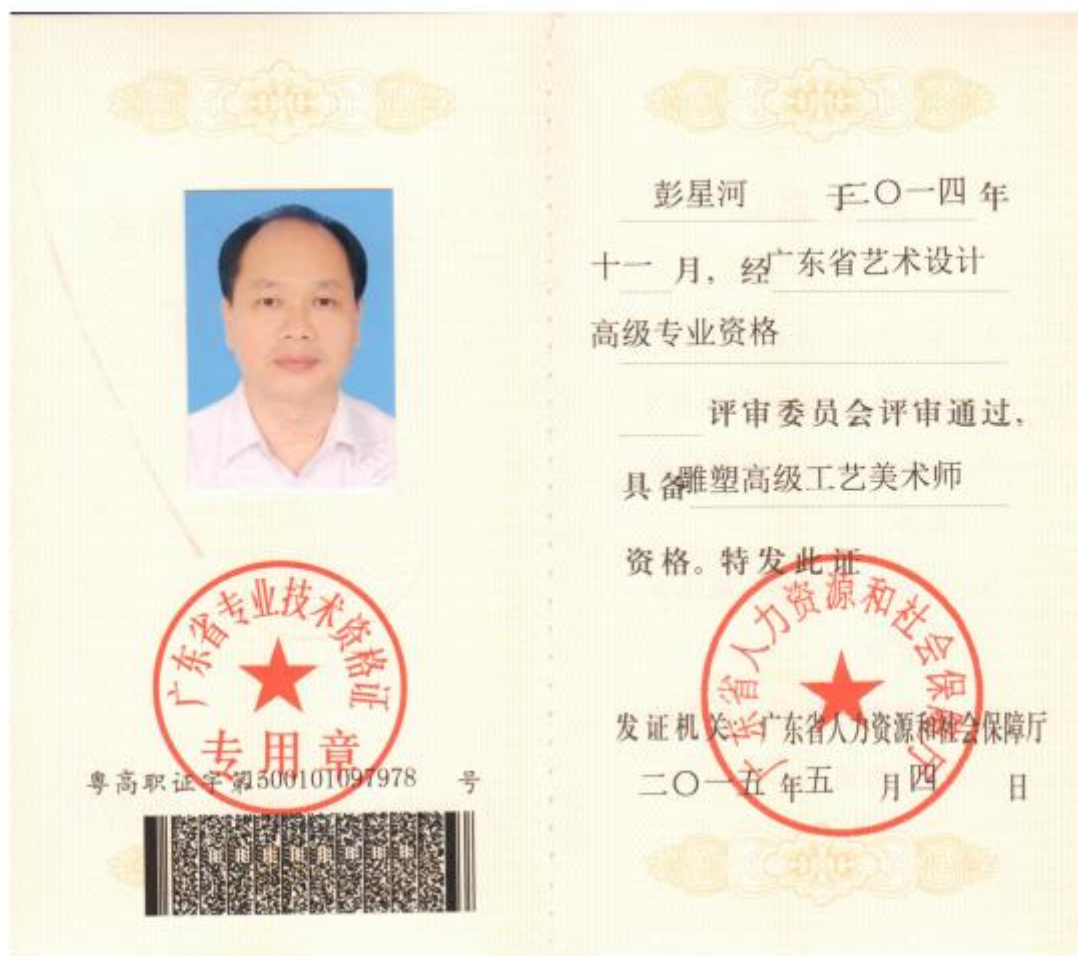 广东省专业技术资格证
专用章
粤高职证字第1500101097978 号
彭星河 于二〇一四年
十一月，经广东省艺术设计
高级专业资格
评审委员会评审通过，
具备雕塑高级工艺美术师
资格。特发此证
广东省人力资源和社会保障厅
发证机关 广东省人力资源和社会保障厅
二〇一五年五月四日